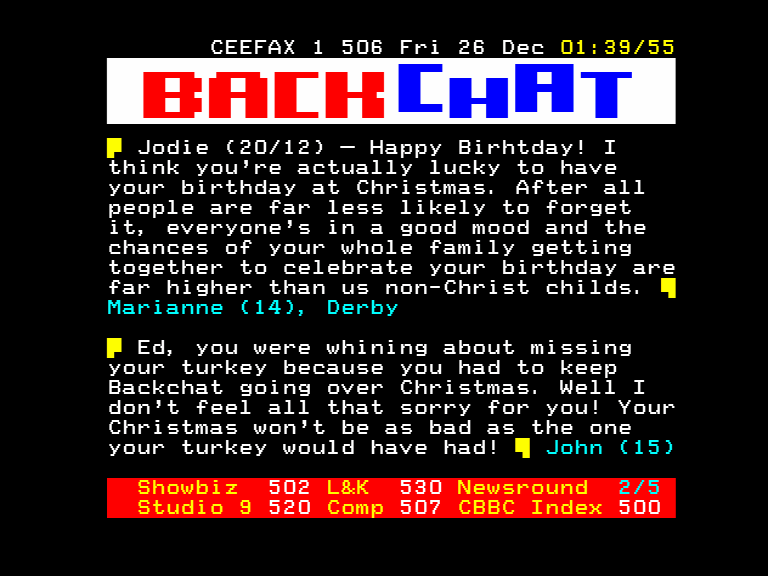 CEEFAX 1 506 Fri 26 Dec 01:39/55
BACKCHAT
Jodie (20/12) – Happy Birhtday! I
think you're actually lucky to have
your birthday at Christmas. After all
people are far less likely to forget
it, everyone's in a good mood and the
chances of your whole family getting
together to celebrate your birthday are
far higher than us non-Christ childs.
Marianne (14), Derby
Ed, you were whining about missing
your turkey because you had to keep
Backchat going over Christmas. Well I
don't feel all that sorry for you! Your
Christmas won't be as bad as the one
your turkey would have had! John (15)
Showbiz 502 L&K 530 Newsround 2/5
Studio 9 520 Comp 507 CBBC Index 500